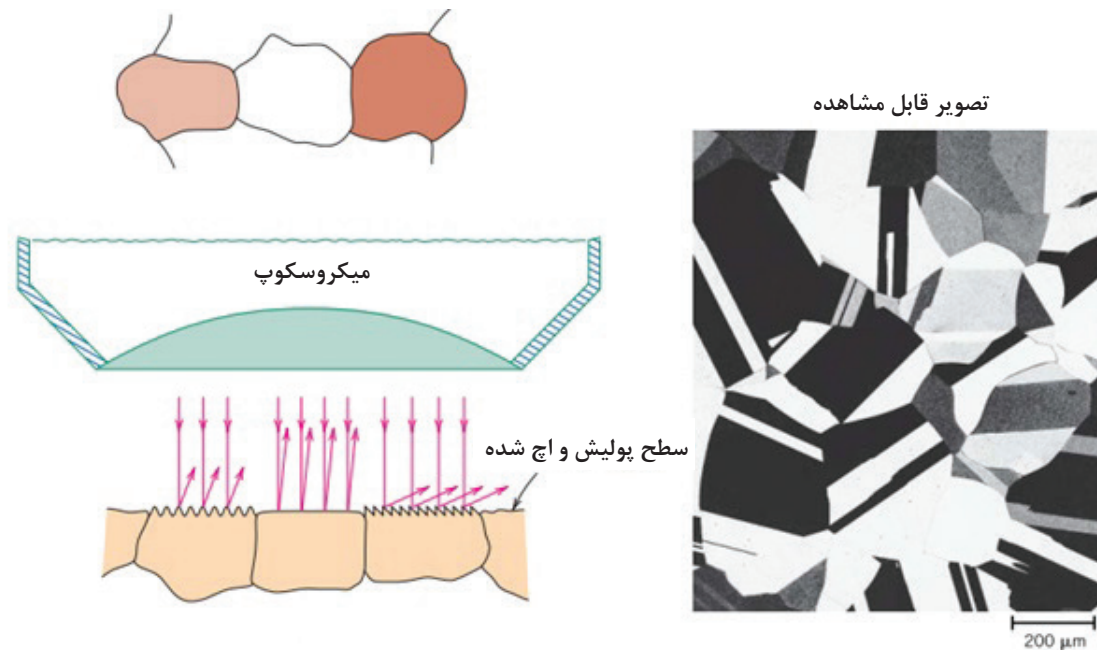 تصویر قابل مشاهده
میکروسکوپ
سطح پولیش و اچ شده
200 μm